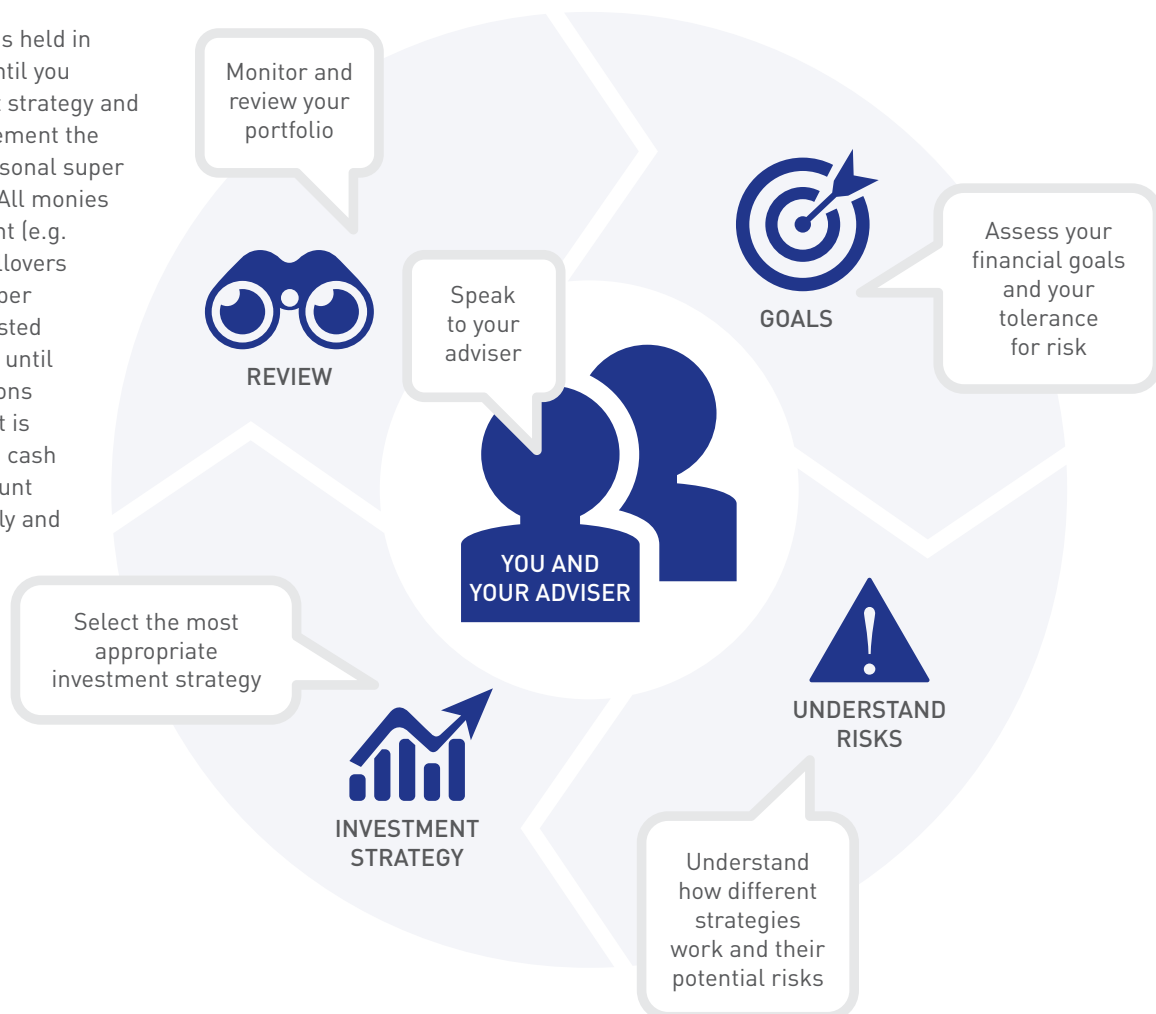 s held in
ntil you
t strategy and
ement the
rsonal super
All monies
nt (e.g.
llovers
ber
sted
until
ons
t is
cash
unt
ly and
Monitor and
review your
portfolio
REVIEW
Speak
to your
adviser
GOALS
Assess your
financial goals
and your
tolerance
for risk
YOU AND
YOUR ADVISER
Select the most
appropriate
investment strategy
INVESTMENT
STRATEGY
UNDERSTAND
RISKS
Understand
how different
strategies
work and their
potential risks